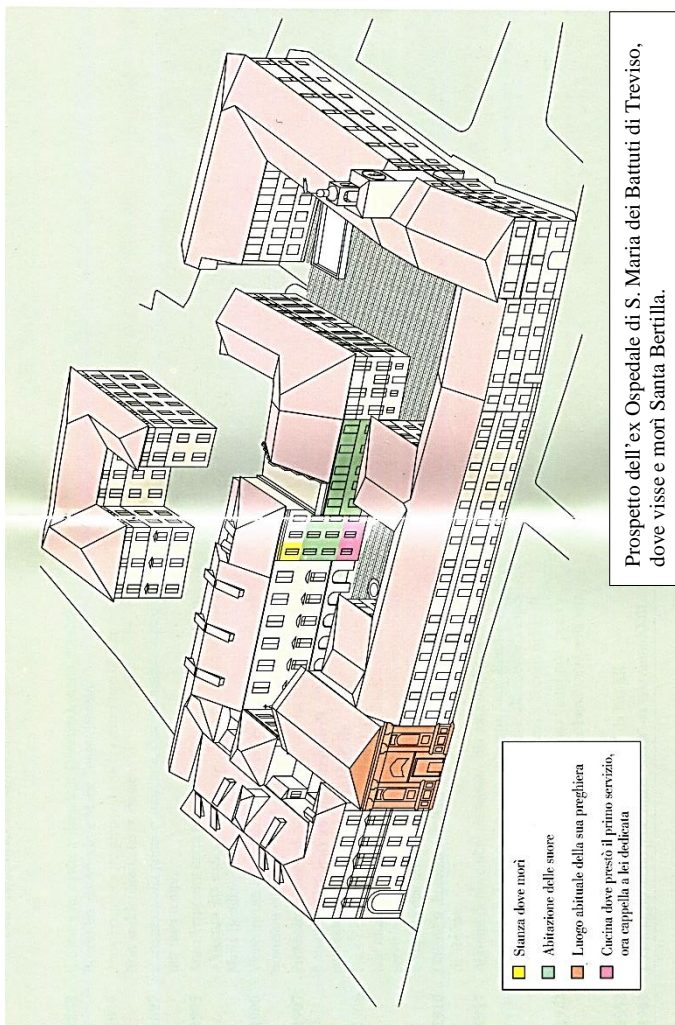 Prospetto dell'ex Ospedale di S. Maria dei Battuti di Treviso,
dove visse e morì Santa Bertilla.
Stanza dove morì
Abitazione delle suore
Luogo abituale della sua preghiera
Cucina dove prestò il primo servizio,
ora cappella a lei dedicata